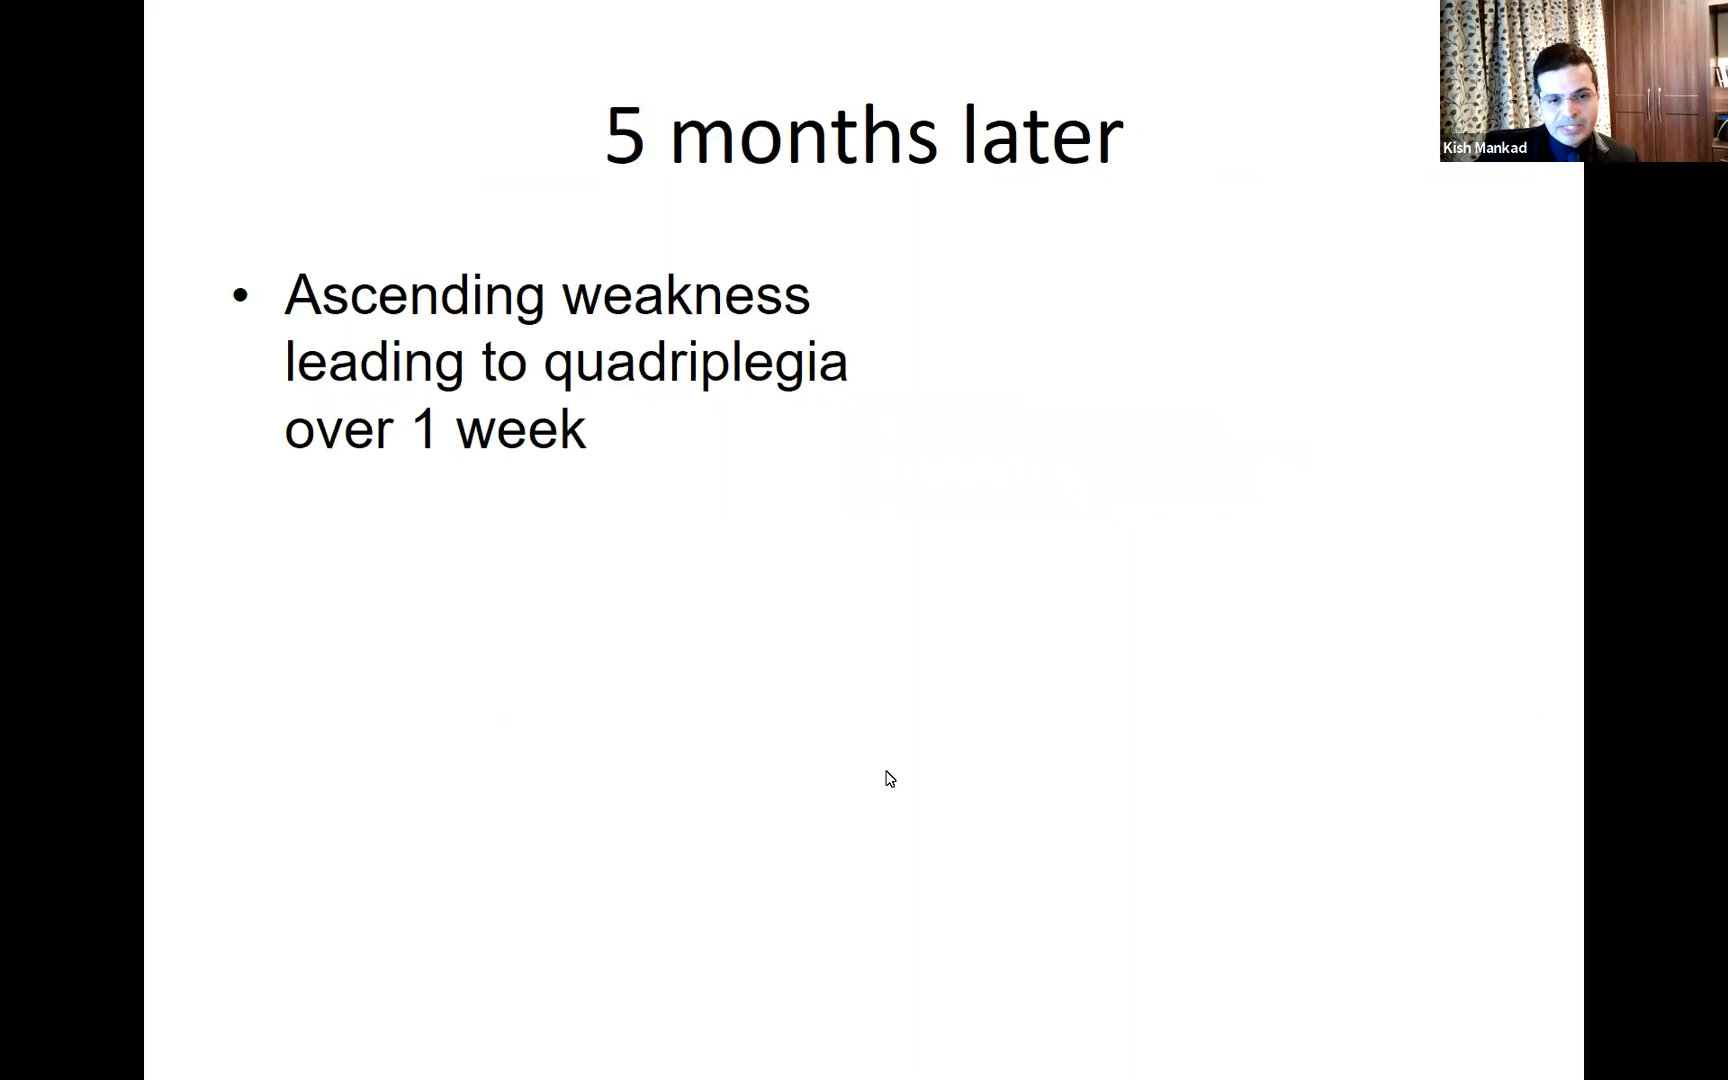 5 months later
Kish Mankad
• Ascending weakness
leading to quadriplegia
over 1 week